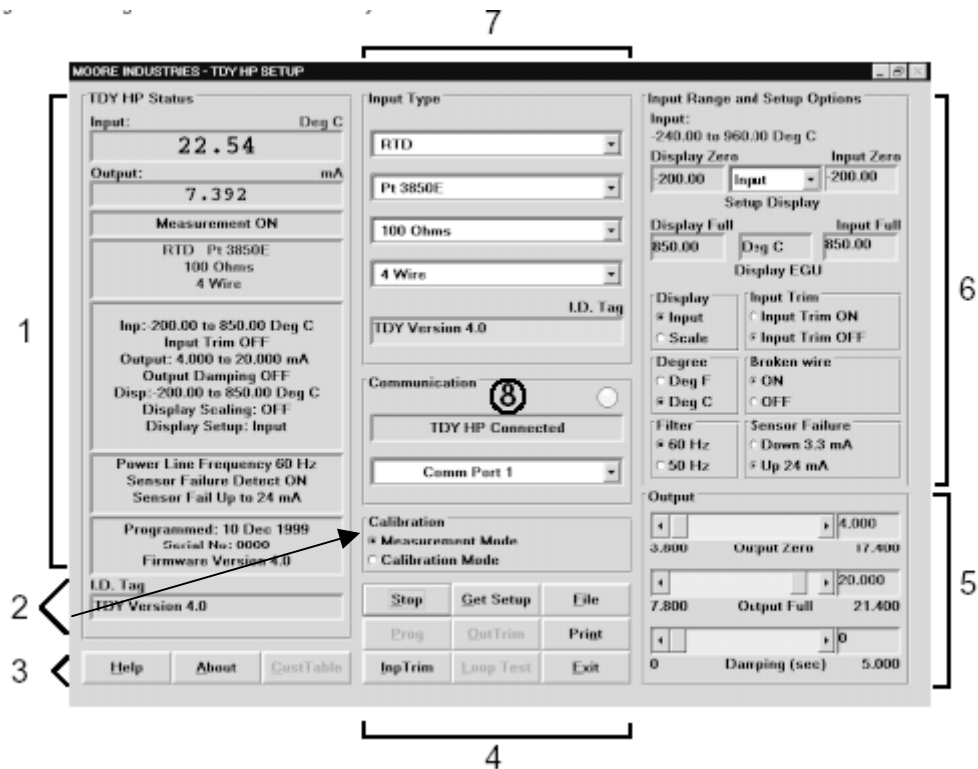 7
MOORE INDUSTRIES - TDY HP SETUP
1
TDY HP Status
Input: Deg C
22.54
Output: mA
7.392
Measurement ON
RTD Pt 3850E
100 Ohms
4 Wire
Inp:-200.00 to 850.00 Deg C
Input Trim OFF
Output: 4.000 to 20.000 mA
Output Damping OFF
Disp:-200.00 to 850.00 Deg C
Display Scaling: OFF
Display Setup: Input
Power Line Frequency 60 Hz
Sensor Failure Detect ON
Sensor Fail Up to 24 mA
Programmed: 10 Dec 1999
Serial No: 0000
Firmware Version 4.0
2
I.D. Tag
TDY Version 4.0
3
Help About CustTable
Input Type
RTD
Pt 3850E
100 Ohms
4 Wire
I.D. Tag
TDY Version 4.0
Communication
8
TDY HP Connected
Comm Port 1
Calibration
Measurement Mode
Calibration Mode
Stop Get Setup File
Prog OutTrim Print
InpTrim Loop Test Exit
4
Input Range and Setup Options
Input:
-240.00 to 960.00 Deg C
Display Zero Input Zero
-200.00 Input -200.00
Setup Display
Display Full Input Full
850.00 Deg C 850.00
Display EGU
Display
Input
Scale
Input Trim
Input Trim ON
Input Trim OFF
Degree
Deg F
Deg C
Broken wire
ON
OFF
Filter
60 Hz
50 Hz
Sensor Failure
Down 3.3 mA
Up 24 mA
6
Output
4.000
3.800 Output Zero 17.400
20.000
7.800 Output Full 21.400
0
0 Damping (sec) 5.000
5